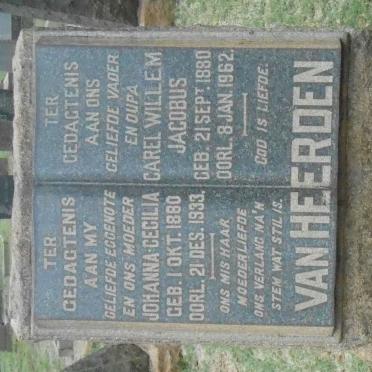 TER
GEDAGTENIS
AAN MY
GELIEFDE EGGENOTE
EN ONS MOEDER
JOHANNA CECILIA
GEB. 1 OKT. 1880
OORL. 21 DES. 1933.
ONS MIS HAAR
MOEDERLIEFDE
ONS VERLANG NA'N
STEM WAT STIL IS.
TER
GEDAGTENIS
AAN ONS
GELIEFDE VADER
EN OUPA
CAREL WILLEM
JACOBUS
GEB. 21 SEPT. 1880
OORL. 8 JAN. 1962.
GOD IS LIEFDE.
VAN HEERDEN